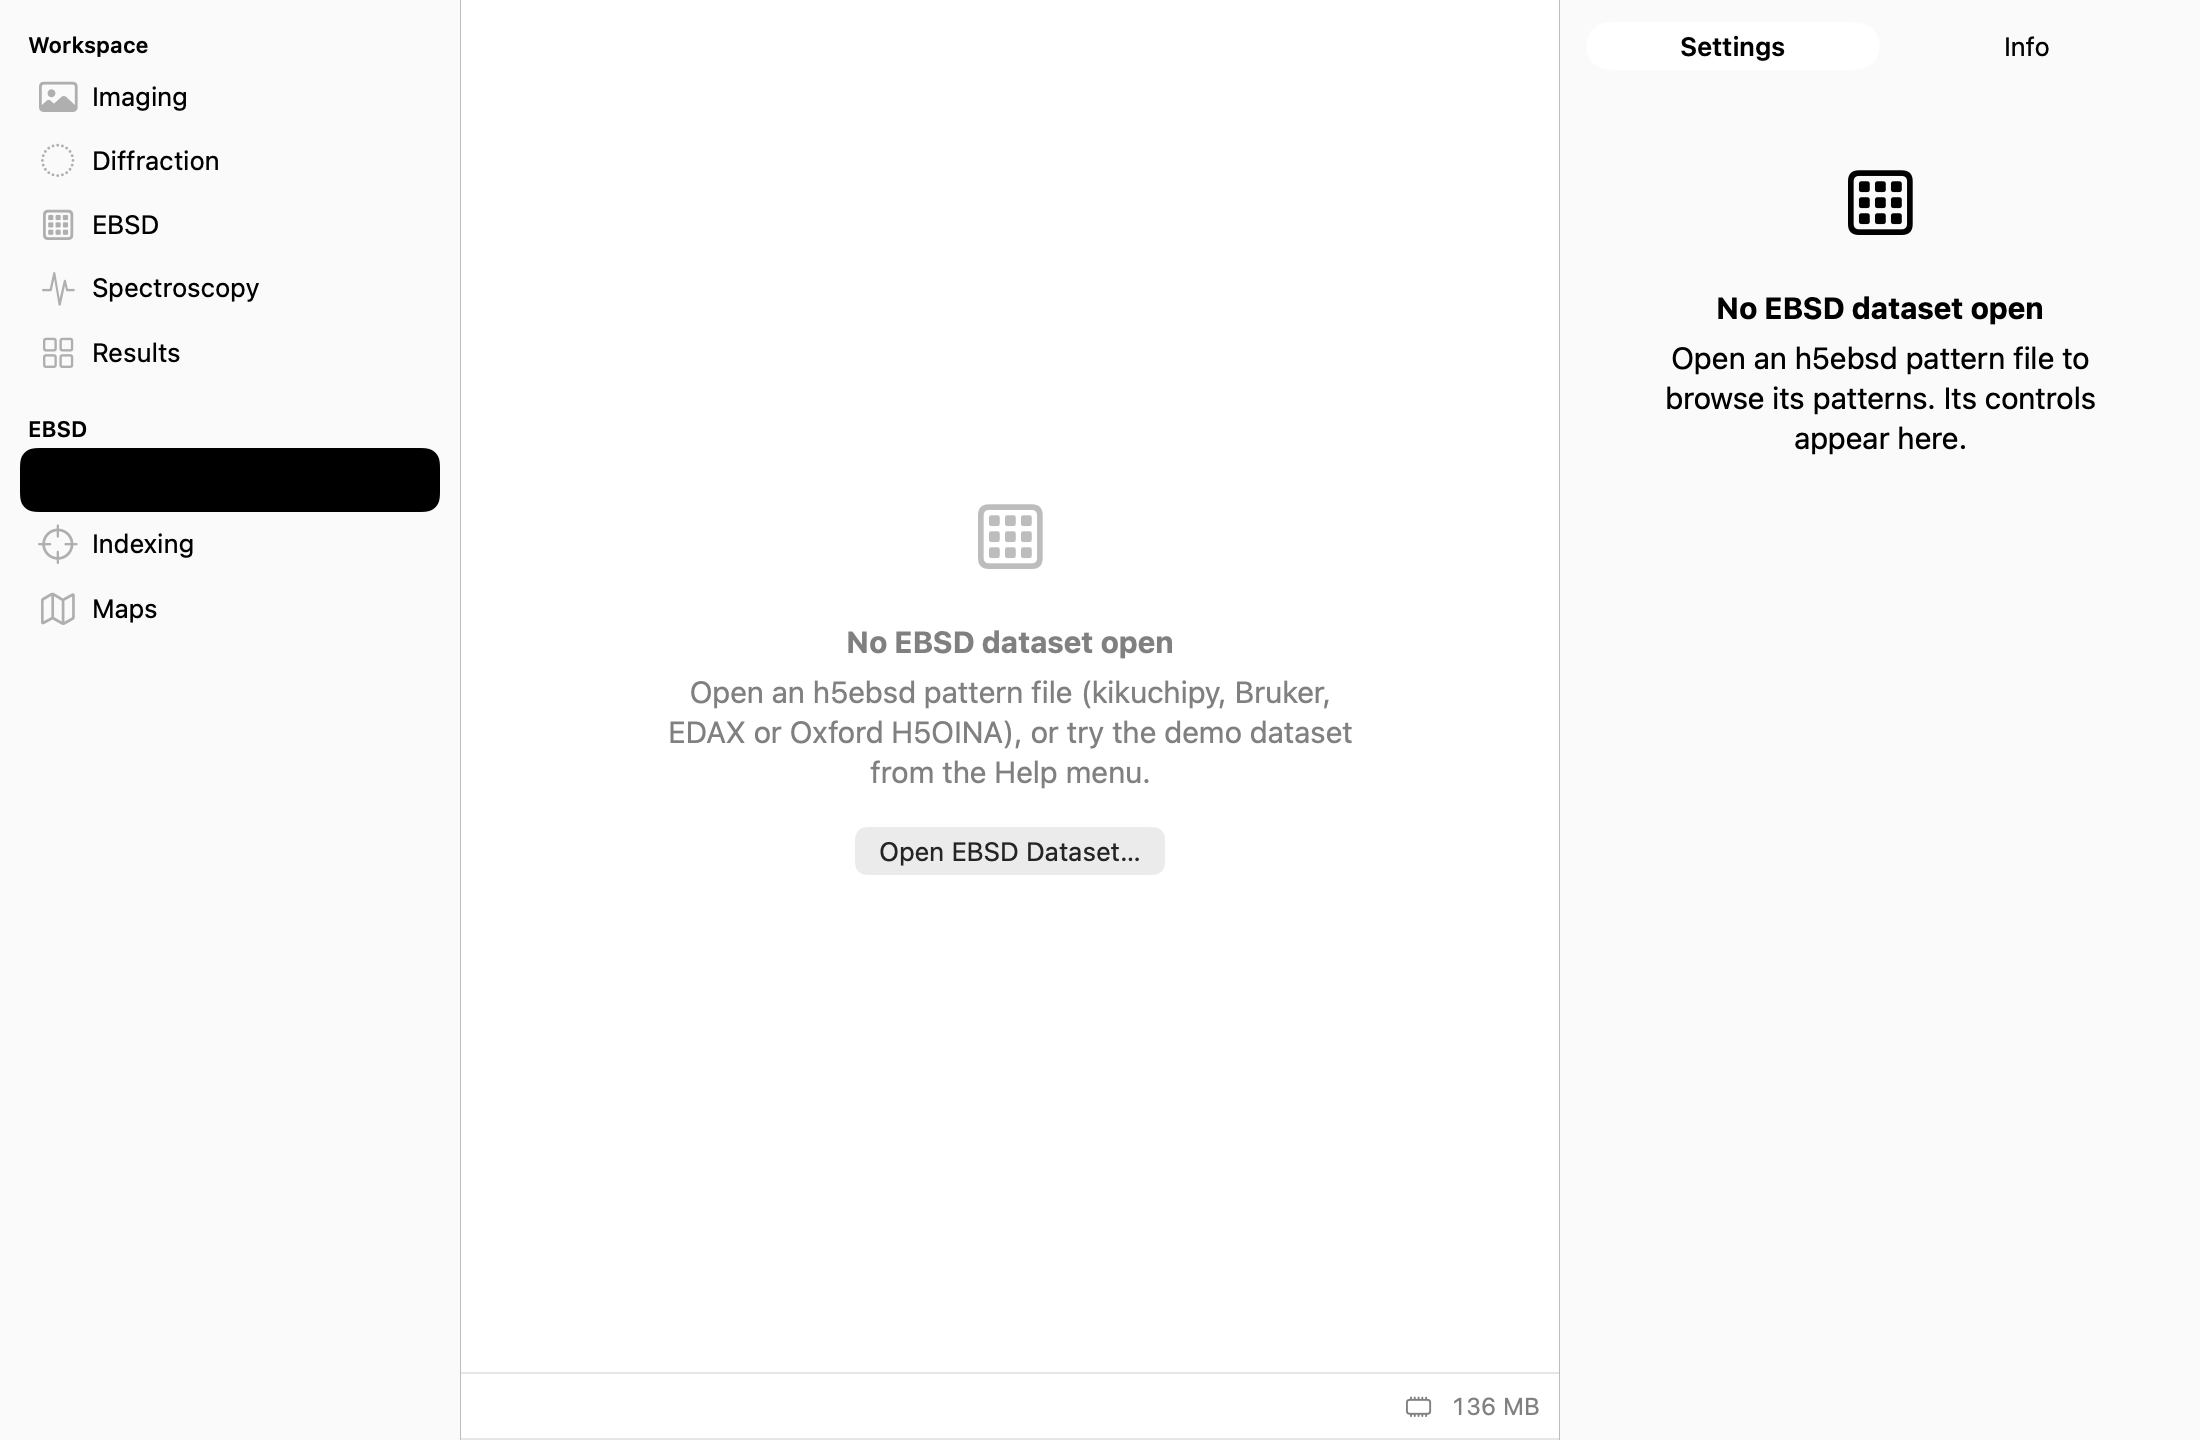 Workspace
Imaging
Diffraction
EBSD
Spectroscopy
Results
EBSD
Indexing
Maps
No EBSD dataset open
Open an h5ebsd pattern file (kikuchipy, Bruker,
EDAX or Oxford H5OINA), or try the demo dataset
from the Help menu.
Open EBSD Dataset...
136 MB
Settings
Info
No EBSD dataset open
Open an h5ebsd pattern file to
browse its patterns. Its controls
appear here.